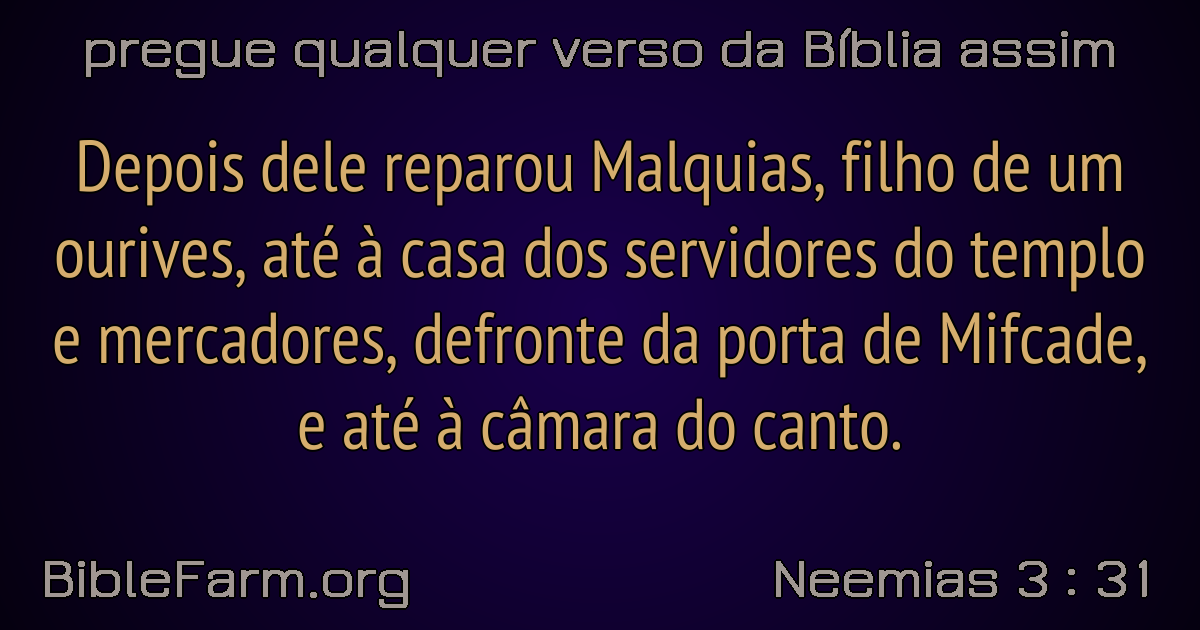 pregue qualquer verso da Bíblia assim
Depois dele reparou Malquias, filho de um
ourives, até à casa dos servidores do templo
e mercadores, defronte da porta de Mifcade,
e até à câmara do canto.
BibleFarm.org
Neemias 3 : 31